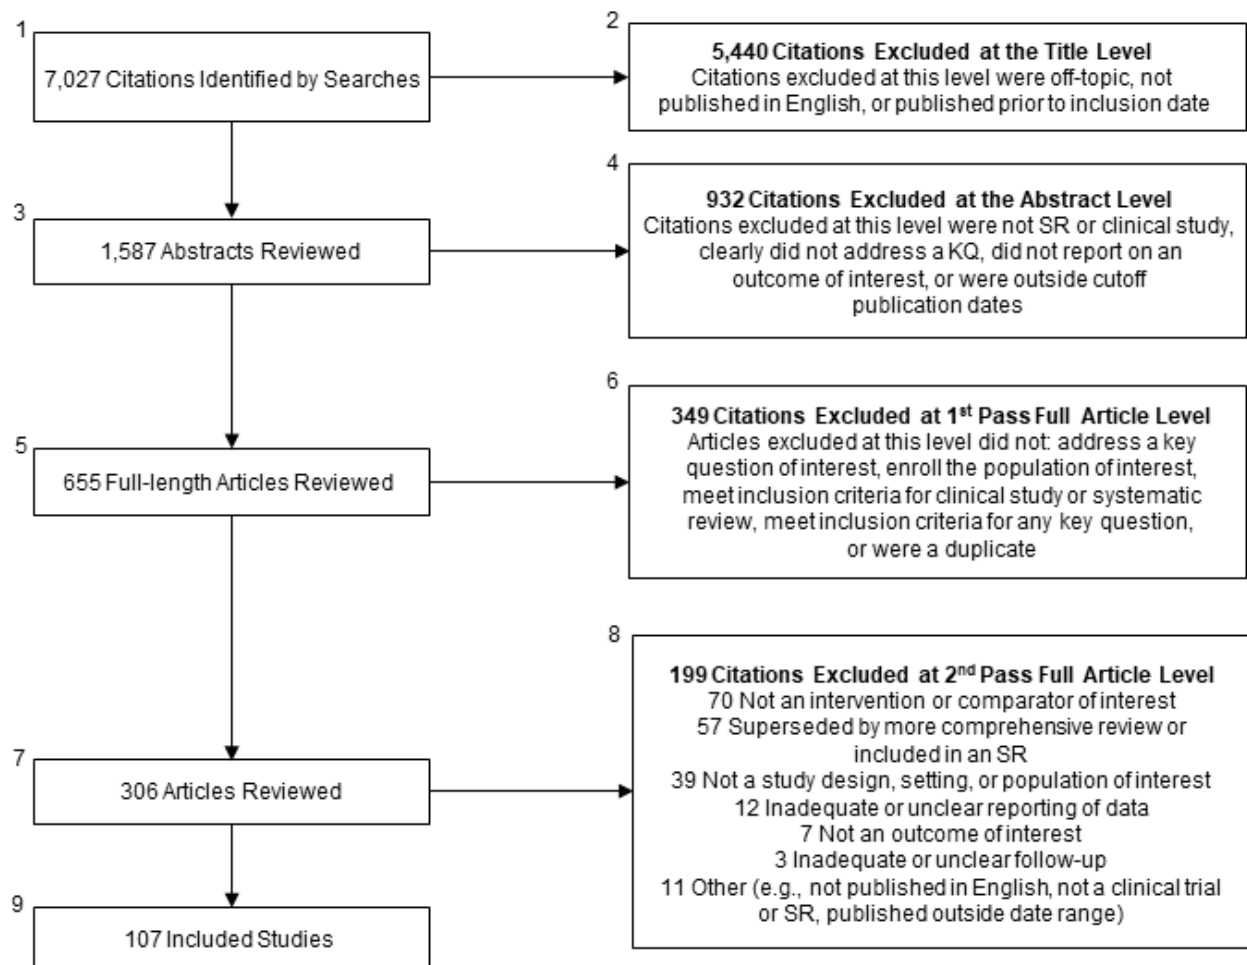 1
7,027 Citations Identified by Searches
2
5,440 Citations Excluded at the Title Level
Citations excluded at this level were off-topic, not
published in English, or published prior to inclusion date
3
1,587 Abstracts Reviewed
4
932 Citations Excluded at the Abstract Level
Citations excluded at this level were not SR or clinical study,
clearly did not address a KQ, did not report on an
outcome of interest, or were outside cutoff
publication dates
5
655 Full-length Articles Reviewed
6
349 Citations Excluded at 1st Pass Full Article Level
Articles excluded at this level did not: address a key
question of interest, enroll the population of interest,
meet inclusion criteria for clinical study or systematic
review, meet inclusion criteria for any key question,
or were a duplicate
7
306 Articles Reviewed
8
199 Citations Excluded at 2nd Pass Full Article Level
70 Not an intervention or comparator of interest
57 Superseded by more comprehensive review or
included in an SR
39 Not a study design, setting, or population of interest
12 Inadequate or unclear reporting of data
7 Not an outcome of interest
3 Inadequate or unclear follow-up
11 Other (e.g., not published in English, not a clinical trial
or SR, published outside date range)
9
107 Included Studies